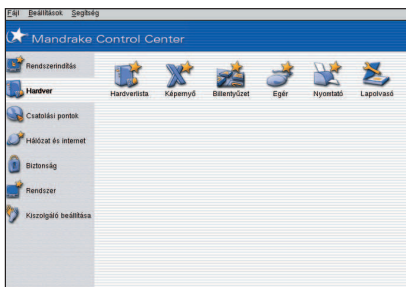 Fájl Beállítások Segítség
Mandrake Control Center
Rendszerindítás
Hardver
Csatolási pontok
Hálózat és internet
Biztonság
Rendszer
Kiszolgáló beállítása
Hardverlista Képernyő Billentyűzet Egér Nyomtató Lapolvasó